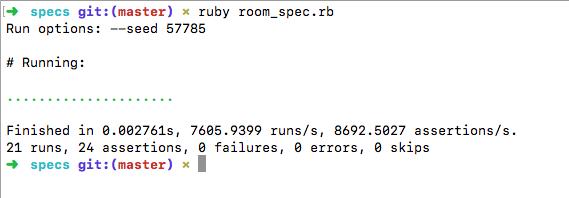 ➜ specs git:(master) × ruby room_spec.rb
Run options: --seed 57785
# Running:
.....................
Finished in 0.002761s, 7605.9399 runs/s, 8692.5027 assertions/s.
21 runs, 24 assertions, 0 failures, 0 errors, 0 skips
➜ specs git:(master) ×